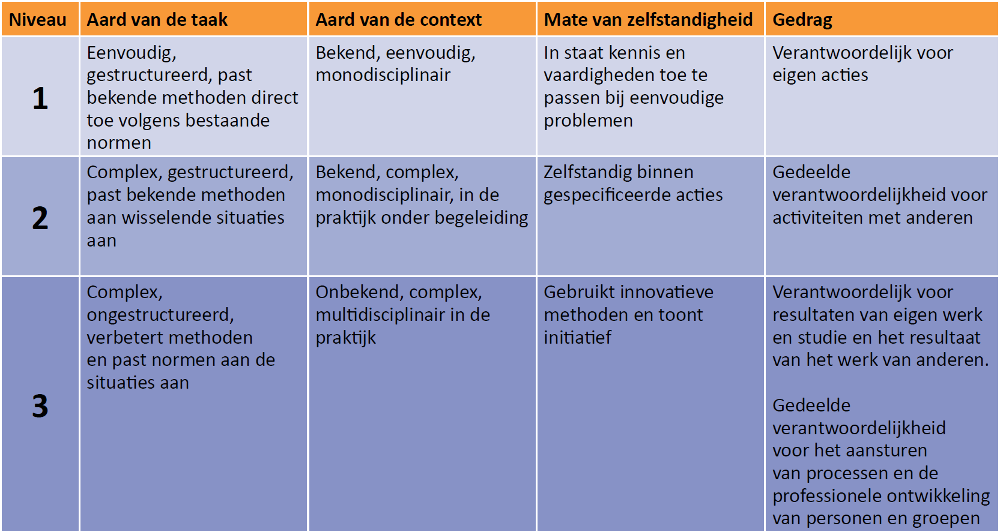 Niveau Aard van de taak Aard van de context Mate van zelfstandigheid Gedrag
1
Eenvoudig,
gestructureerd, past
bekende methoden direct
toe volgens bestaande
normen
Bekend, eenvoudig,
monodisciplinair
In staat kennis en
vaardigheden toe te
passen bij eenvoudige
problemen
Verantwoordelijk voor
eigen acties
2
Complex, gestructureerd,
past bekende methoden
aan wisselende situaties
aan
Bekend, complex,
monodisciplinair, in de
praktijk onder begeleiding
Zelfstandig binnen
gespecificeerde acties
Gedeelde
verantwoordelijkheid voor
activiteiten met anderen
3
Complex,
ongestructureerd,
verbetert methoden
en past normen aan de
situaties aan
Onbekend, complex,
multidisciplinair in de
praktijk
Gebruikt innovatieve
methoden en toont
initiatief
Verantwoordelijk voor
resultaten van eigen werk
en studie en het resultaat
van het werk van anderen.
Gedeelde
verantwoordelijkheid
voor het aansturen
van processen en de
professionele ontwikkeling
van personen en groepen